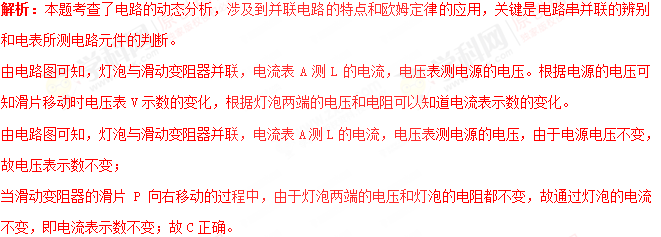 解析：本题考查了电路的动态分析，涉及到并联电路的特点和欧姆定律的应用，关键是电路串并联的辨别
和电表所测电路元件的判断。
由电路图可知，灯泡与滑动变阻器并联，电流表 A 测 L 的电流，电压表测电源的电压。根据电源的电压可
知滑片移动时电压表 V 示数的变化，根据灯泡两端的电压和电阻可以知道电流表示数的变化。
由电路图可知，灯泡与滑动变阻器并联，电流表 A 测 L 的电流，电压表测电源的电压，由于电源电压不变，
故电压表示数不变；
当滑动变阻器的滑片 P 向右移动的过程中，由于灯泡两端的电压和灯泡的电阻都不变，故通过灯泡的电流
不变，即电流表示数不变；故 C 正确。